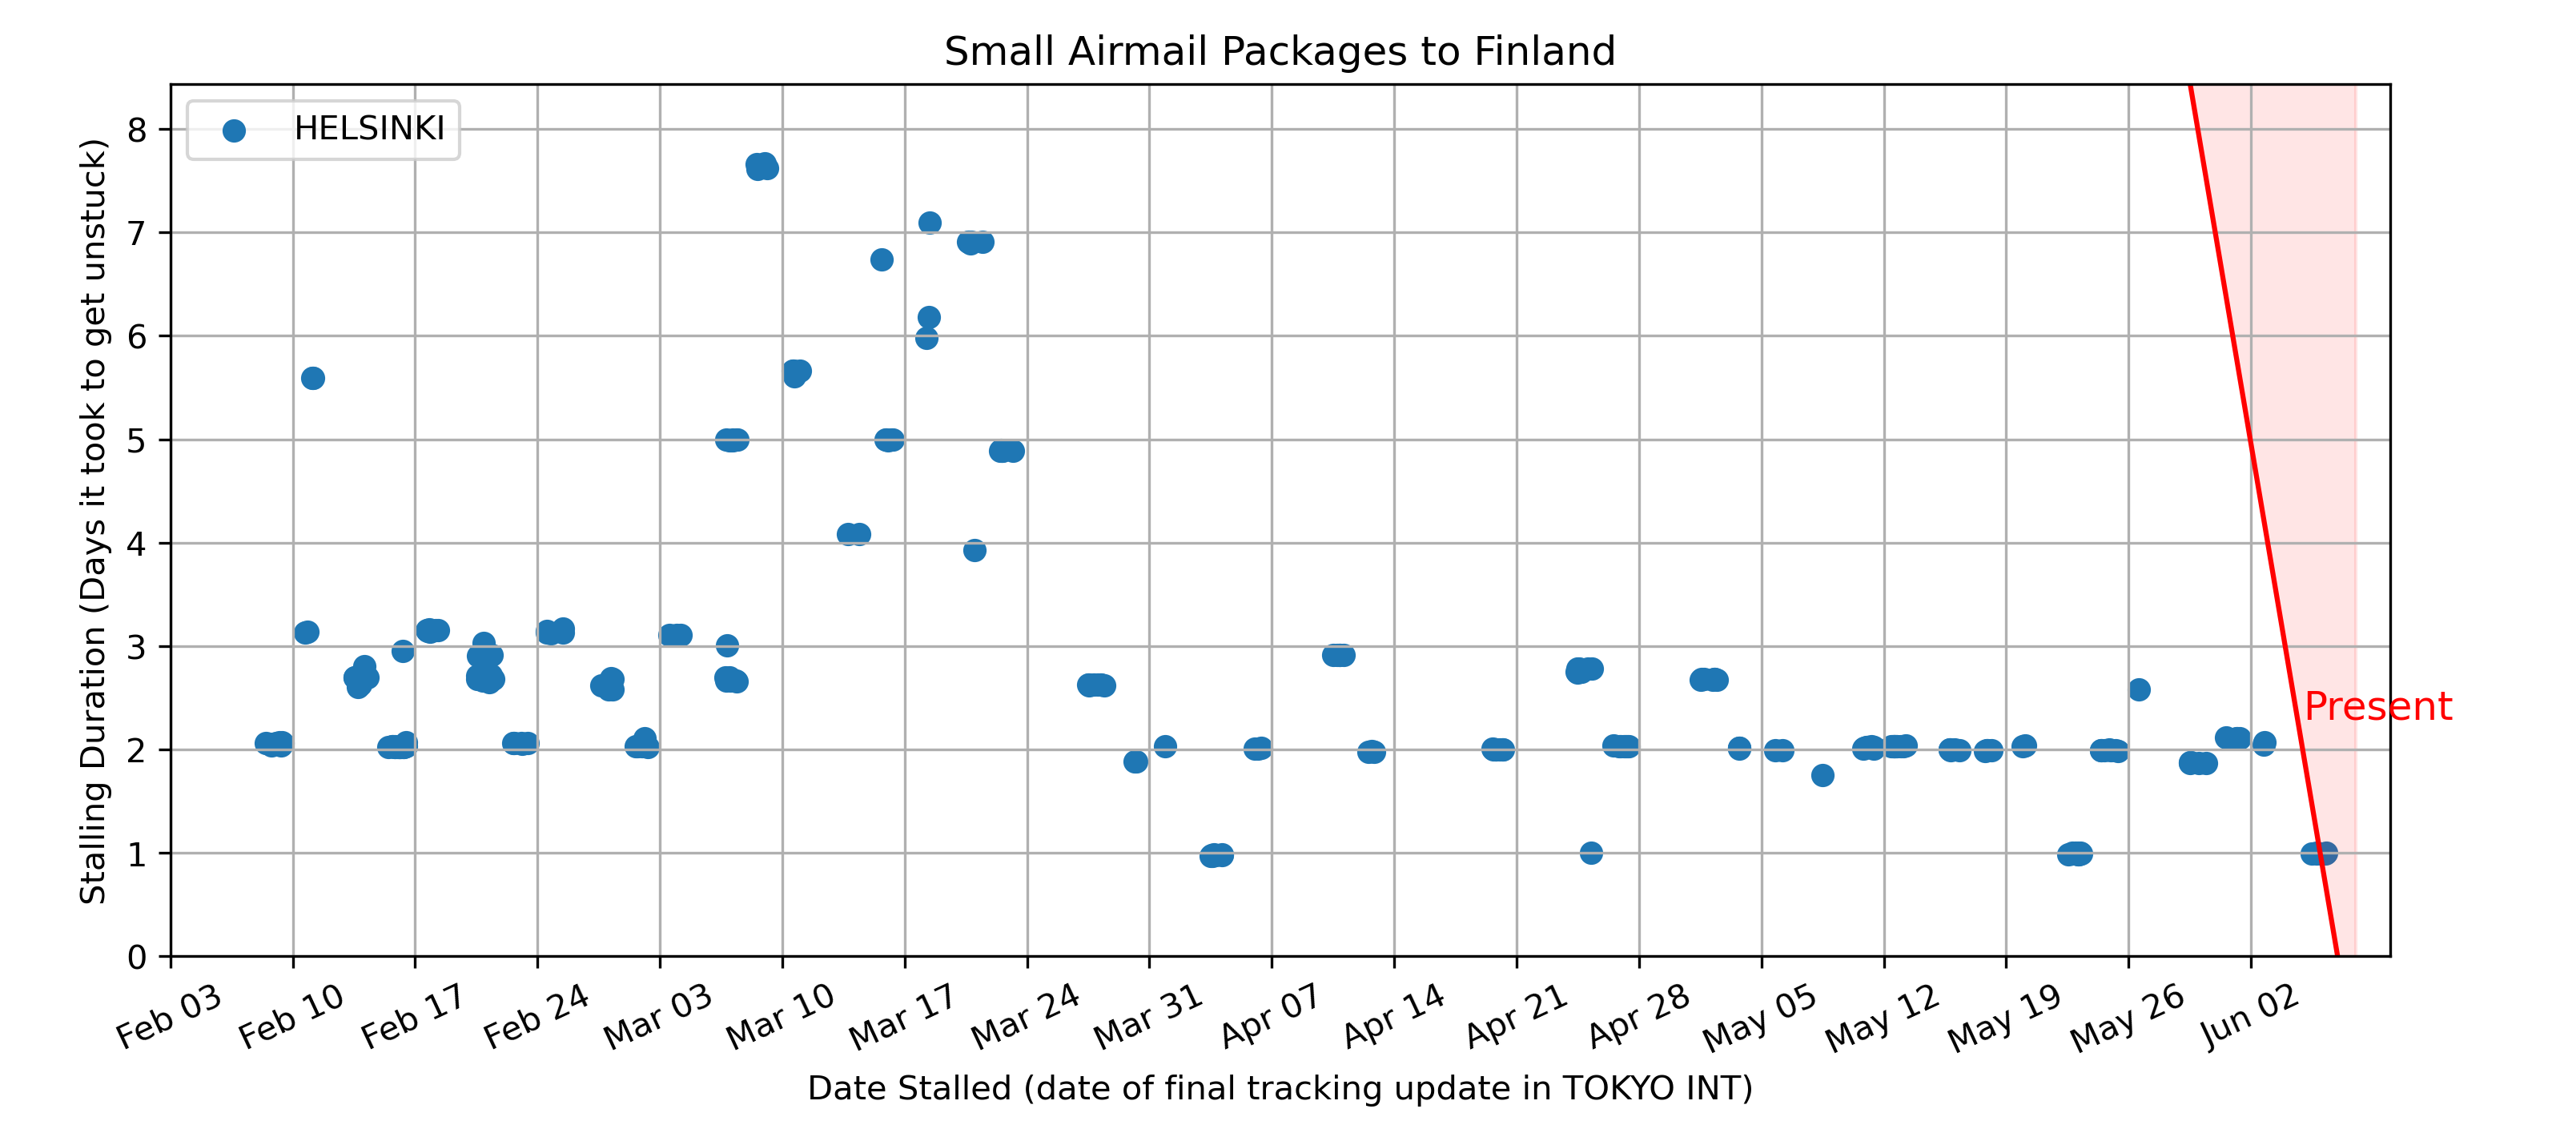 Small Airmail Packages to Finland
HELSINKI
Stalling Duration (Days it took to get unstuck)
8
7
6
5
4
3
2
1
0
Present
Feb 03
Feb 10
Feb 17
Feb 24
Mar 03
Mar 10
Mar 17
Mar 24
Mar 31
Apr 07
Apr 14
Apr 21
Apr 28
May 05
May 12
May 19
May 26
Jun 02
Date Stalled (date of final tracking update in TOKYO INT)